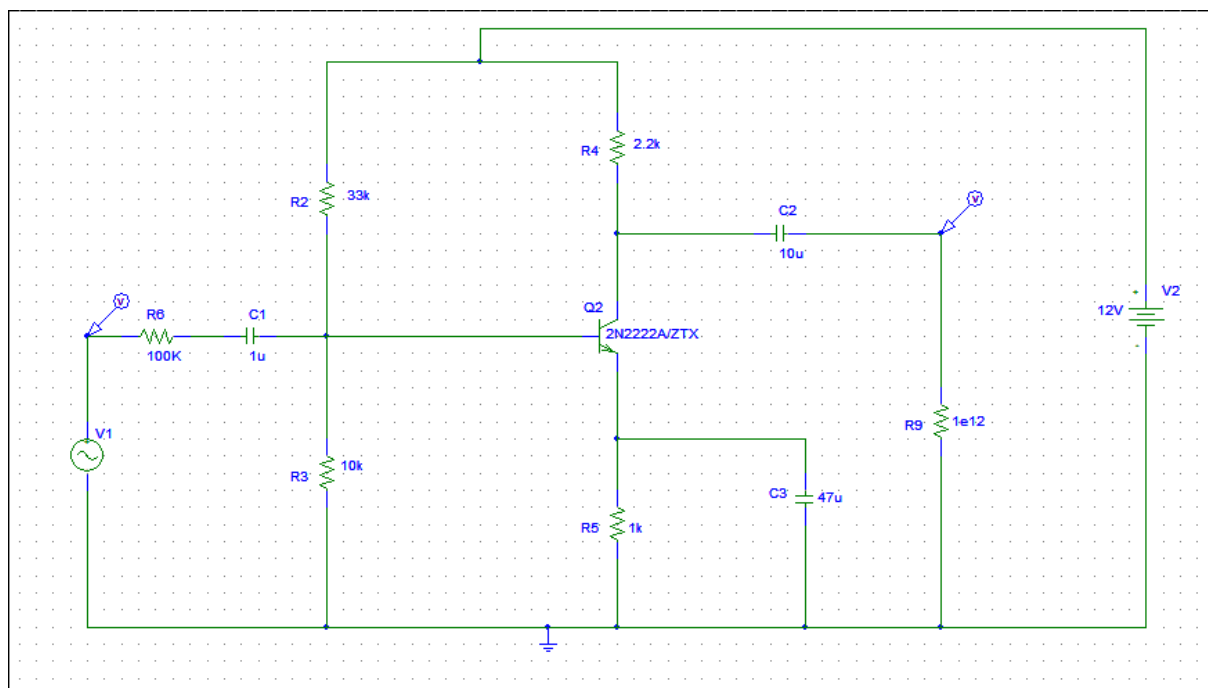 R4
2.2k
R2
33k
C2
10u
V
V
Q2
2N2222A/ZTX
V2
12V
+
-
R6
100K
C1
1u
V1
R9
1e12
R3
10k
C3
47u
R5
1k